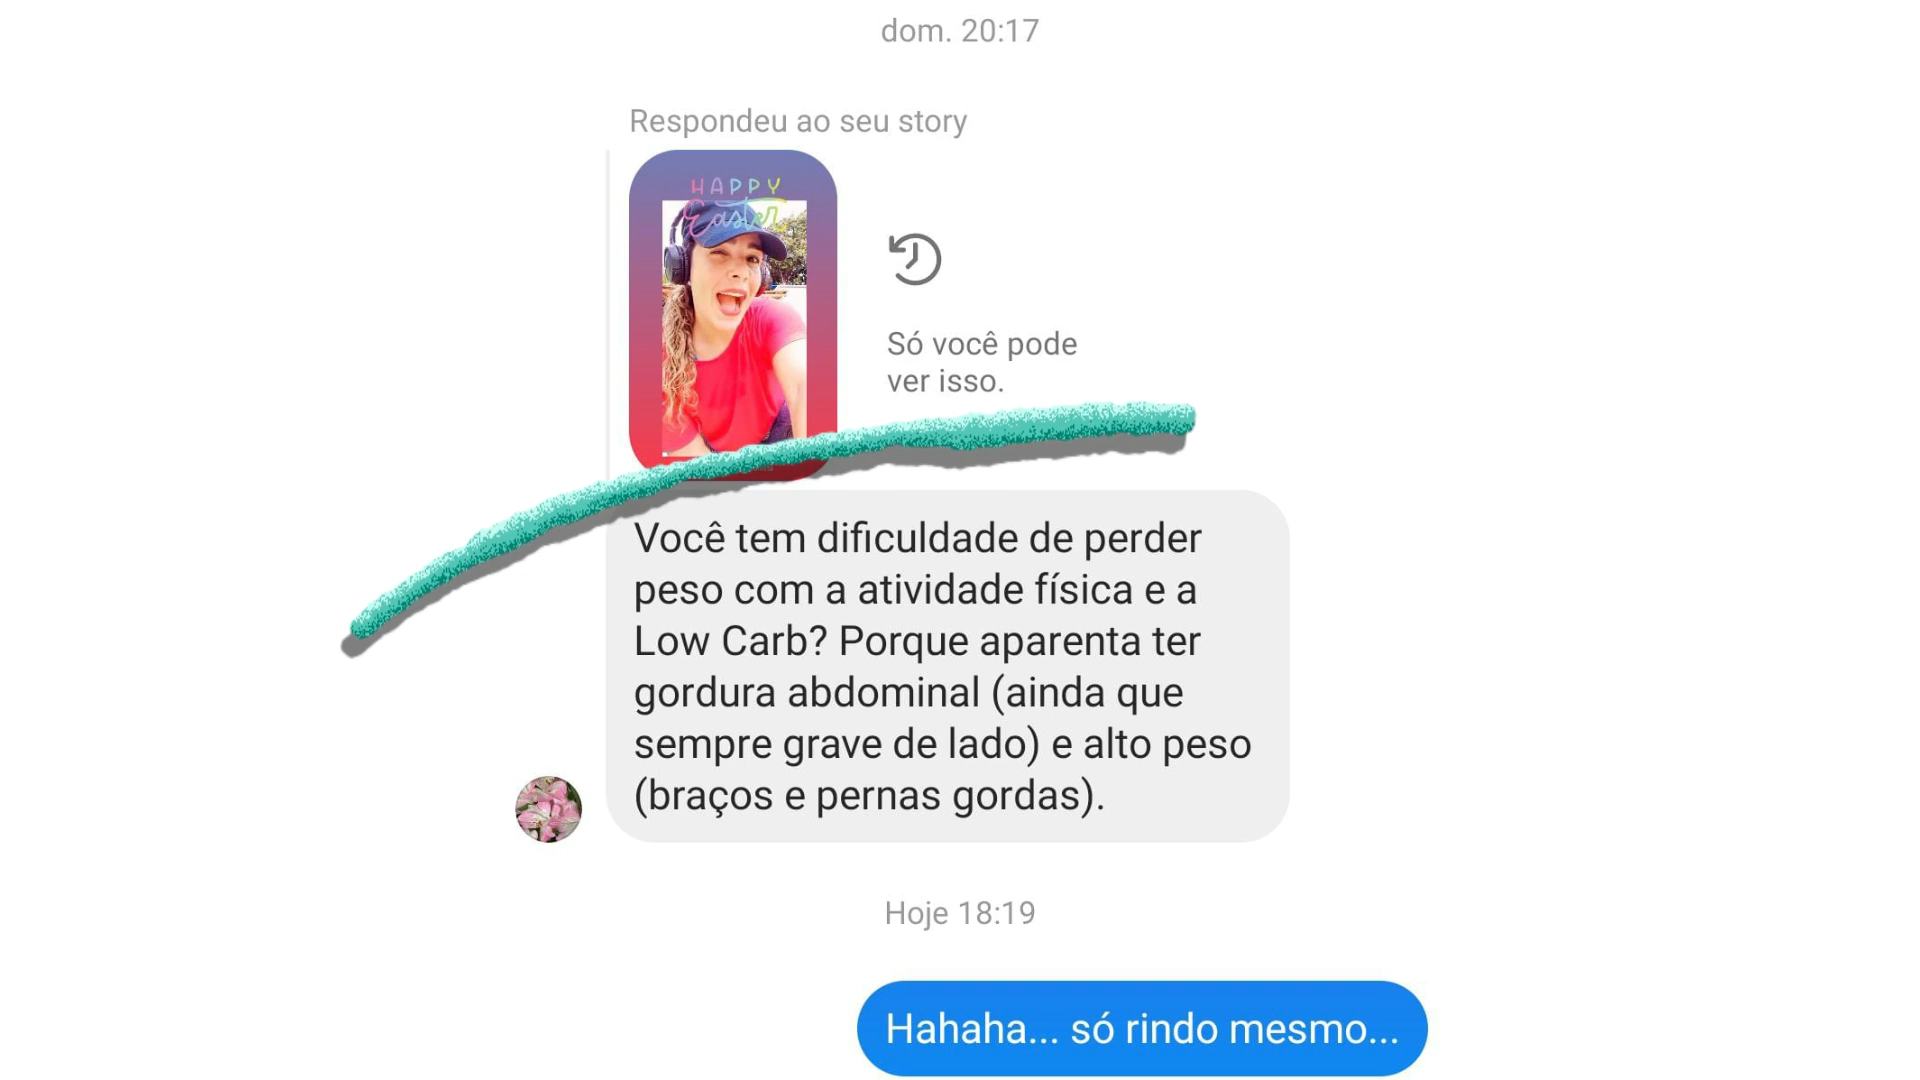 dom. 20:17
Respondeu ao seu story
HAPPY
Easter
Só você pode
ver isso.
Você tem dificuldade de perder
peso com a atividade física e a
Low Carb? Porque aparenta ter
gordura abdominal (ainda que
sempre grave de lado) e alto peso
(braços e pernas gordas).
Hoje 18:19
Hahaha... só rindo mesmo...